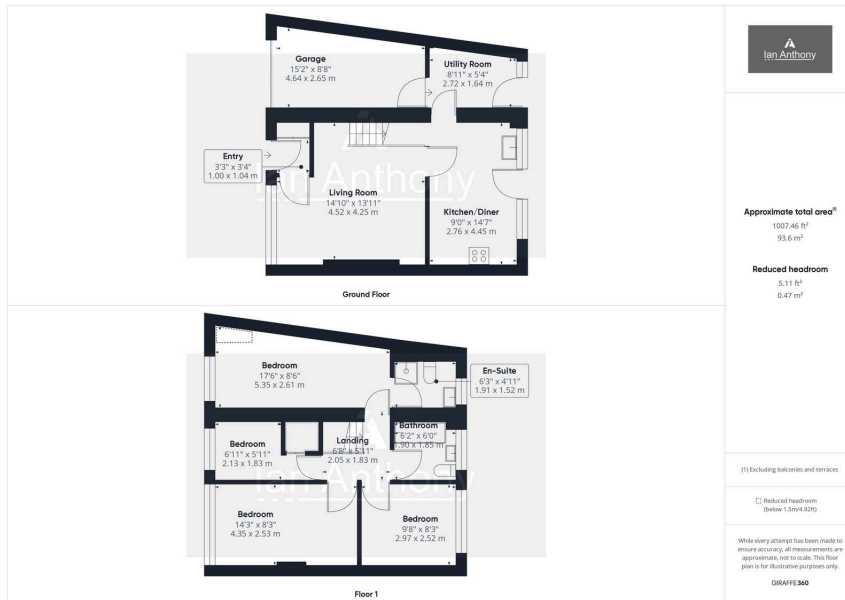 Garage
15'2" x 8'8"
4.64 x 2.65 m
Utility Room
8'11" x 5'4"
2.72 x 1.64 m
Entry
3'3" x 3'4"
1.00 x 1.04 m
Ian Anthony
Living Room
14'10" x 13'11"
4.52 x 4.25 m
Kitchen/Diner
9'0" x 14'7"
2.76 x 4.45 m
Ground Floor
Bedroom
17'6" x 8'6"
5.35 x 2.61 m
En-Suite
6'3" x 4'11"
1.91 x 1.52 m
Bedroom
6'11" x 5'11"
2.13 x 1.83 m
Landing
6'8" x 5'11"
2.05 x 1.83 m
Bathroom
6'2" x 6'0"
1.90 x 1.85 m
Ian Anthony
Bedroom
14'3" x 8'3"
4.35 x 2.53 m
Bedroom
9'8" x 8'3"
2.97 x 2.52 m
Floor 1
Ian Anthony
Approximate total area⁽¹⁾
1007.46 ft²
93.6 m²
Reduced headroom
5.11 ft²
0.47 m²
(1) Excluding balconies and terraces
Reduced headroom
(below 1.5m/4.92ft)
While every attempt has been made to
ensure accuracy, all measurements are
approximate, not to scale. This floor
plan is for illustrative purposes only.
GIRAFFE360